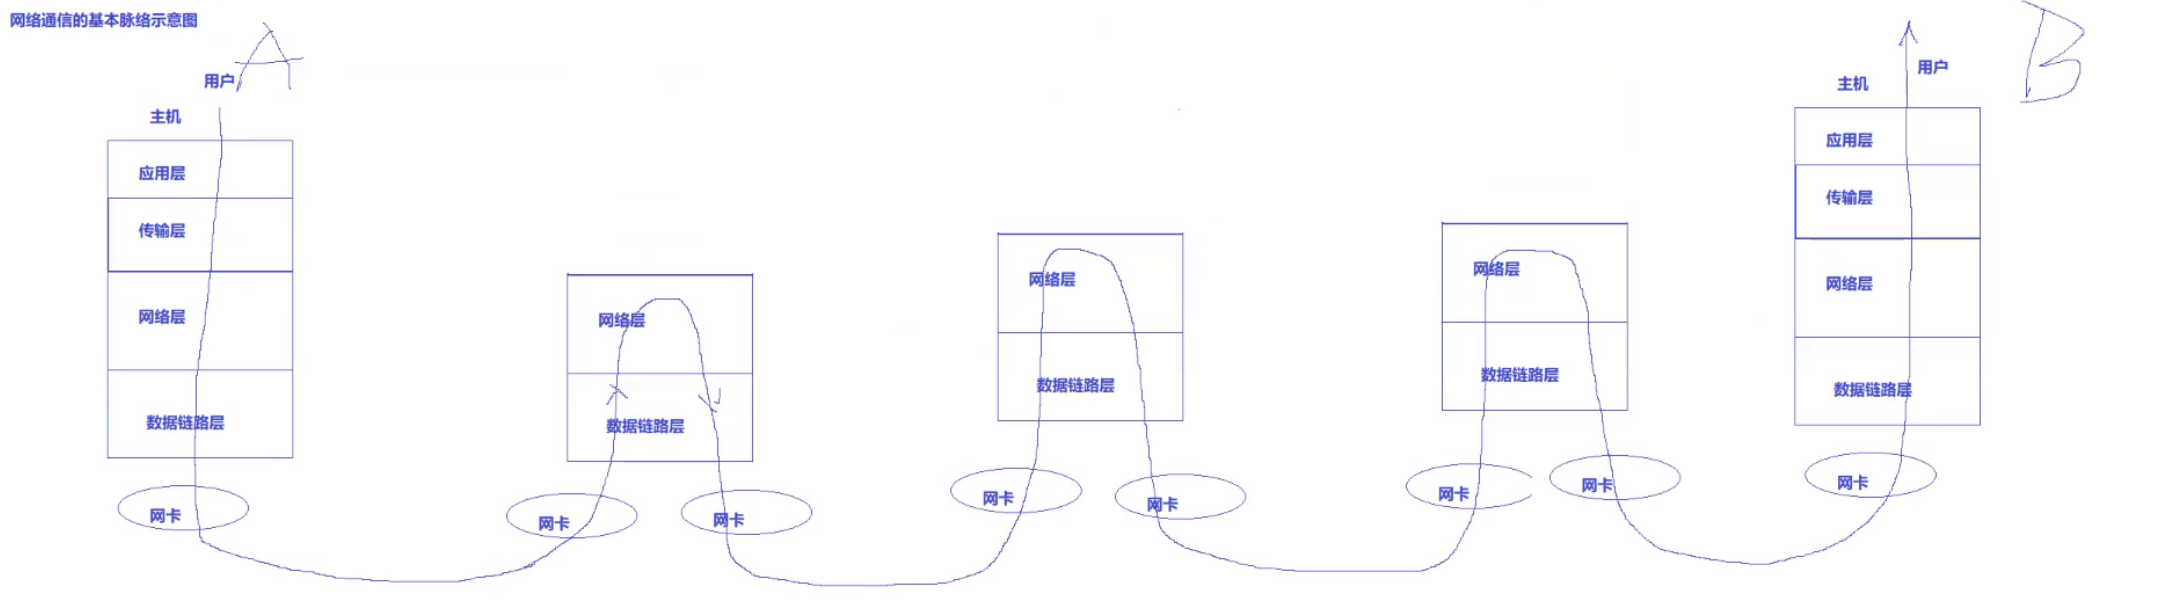 网络通信的基本脉络示意图
A
用户
主机
应用层
传输层
网络层
数据链路层
网卡
网络层
数据链路层
网卡
网卡
网络层
数据链路层
网卡
网卡
网络层
数据链路层
网卡
网卡
B
用户
主机
应用层
传输层
网络层
数据链路层
网卡